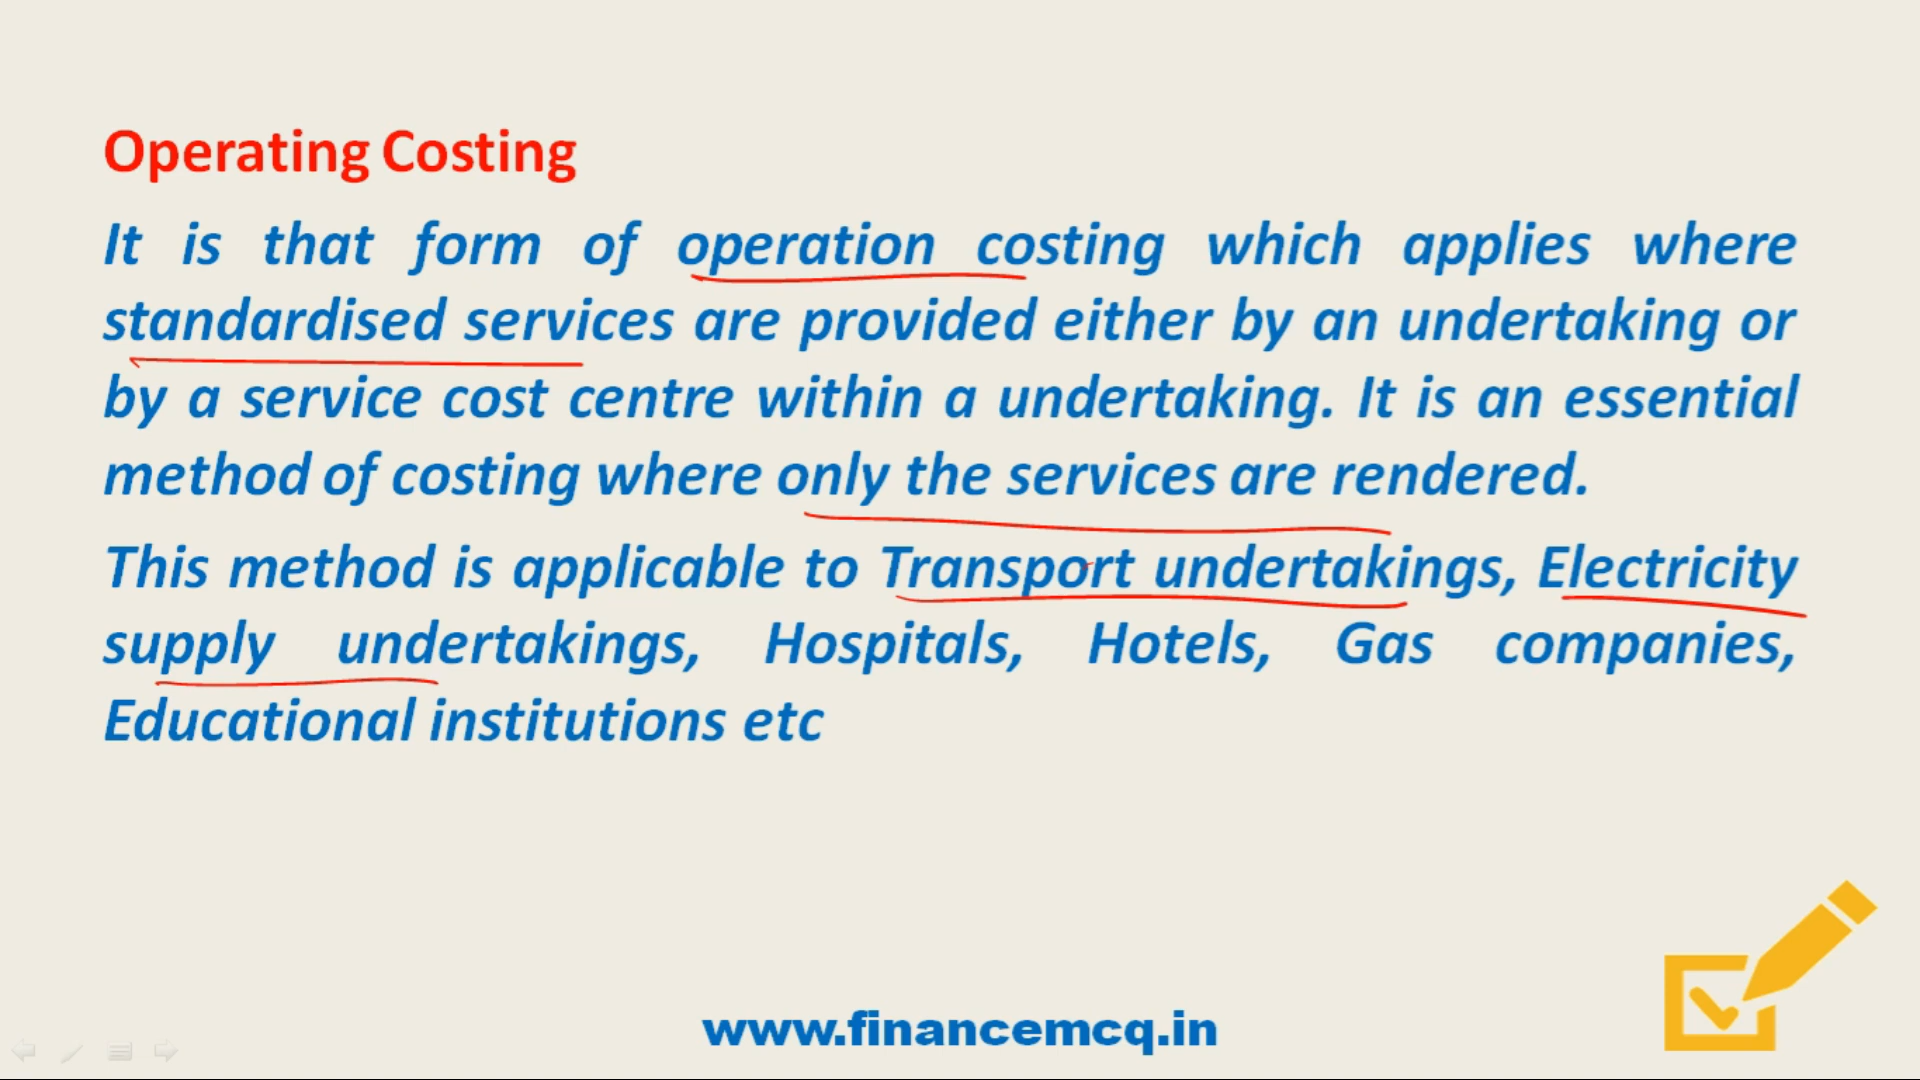 Operating Costing
It is that form of operation costing which applies where
standardised services are provided either by an undertaking or
by a service cost centre within a undertaking. It is an essential
method of costing where only the services are rendered.
This method is applicable to Transport undertakings, Electricity
supply undertakings, Hospitals, Hotels, Gas companies,
Educational institutions etc
www.financemcq.in